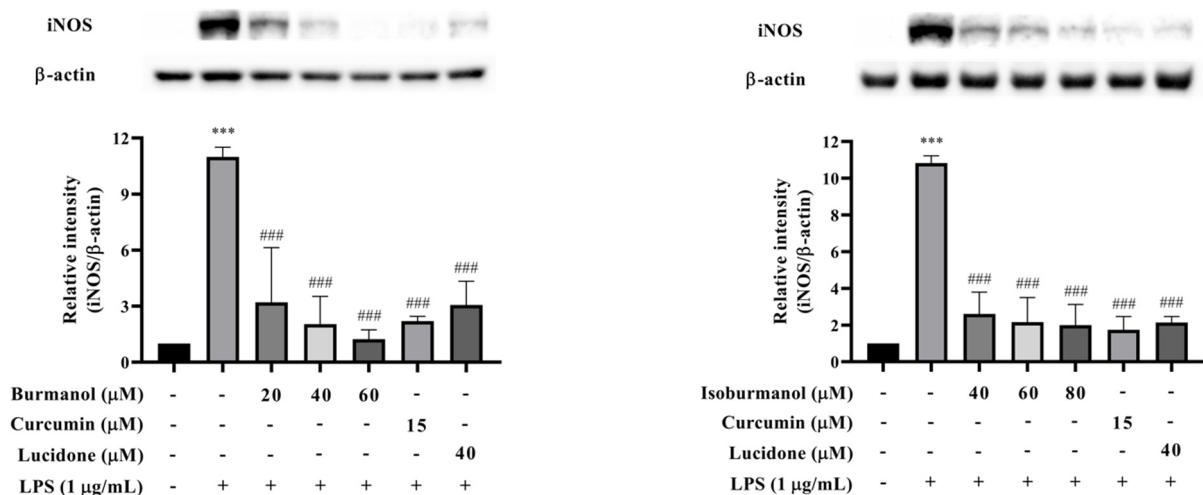 iNOS
β-actin
***
12
9
6
3
0
Relative intensity
(iNOS/β-actin)
###
###
###
###
###
Burmanol (μM) - - 20 40 60 - -
Curcumin (μM) - - - - - 15 -
Lucidone (μM) - - - - - - 40
LPS (1 μg/mL) - + + + + + +
iNOS
β-actin
***
12
10
8
6
4
2
0
Relative intensity
(iNOS/β-actin)
###
###
###
###
###
Isoburmanol (μM) - - 40 60 80 - -
Curcumin (μM) - - - - - 15 -
Lucidone (μM) - - - - - - 40
LPS (1 μg/mL) - + + + + + +